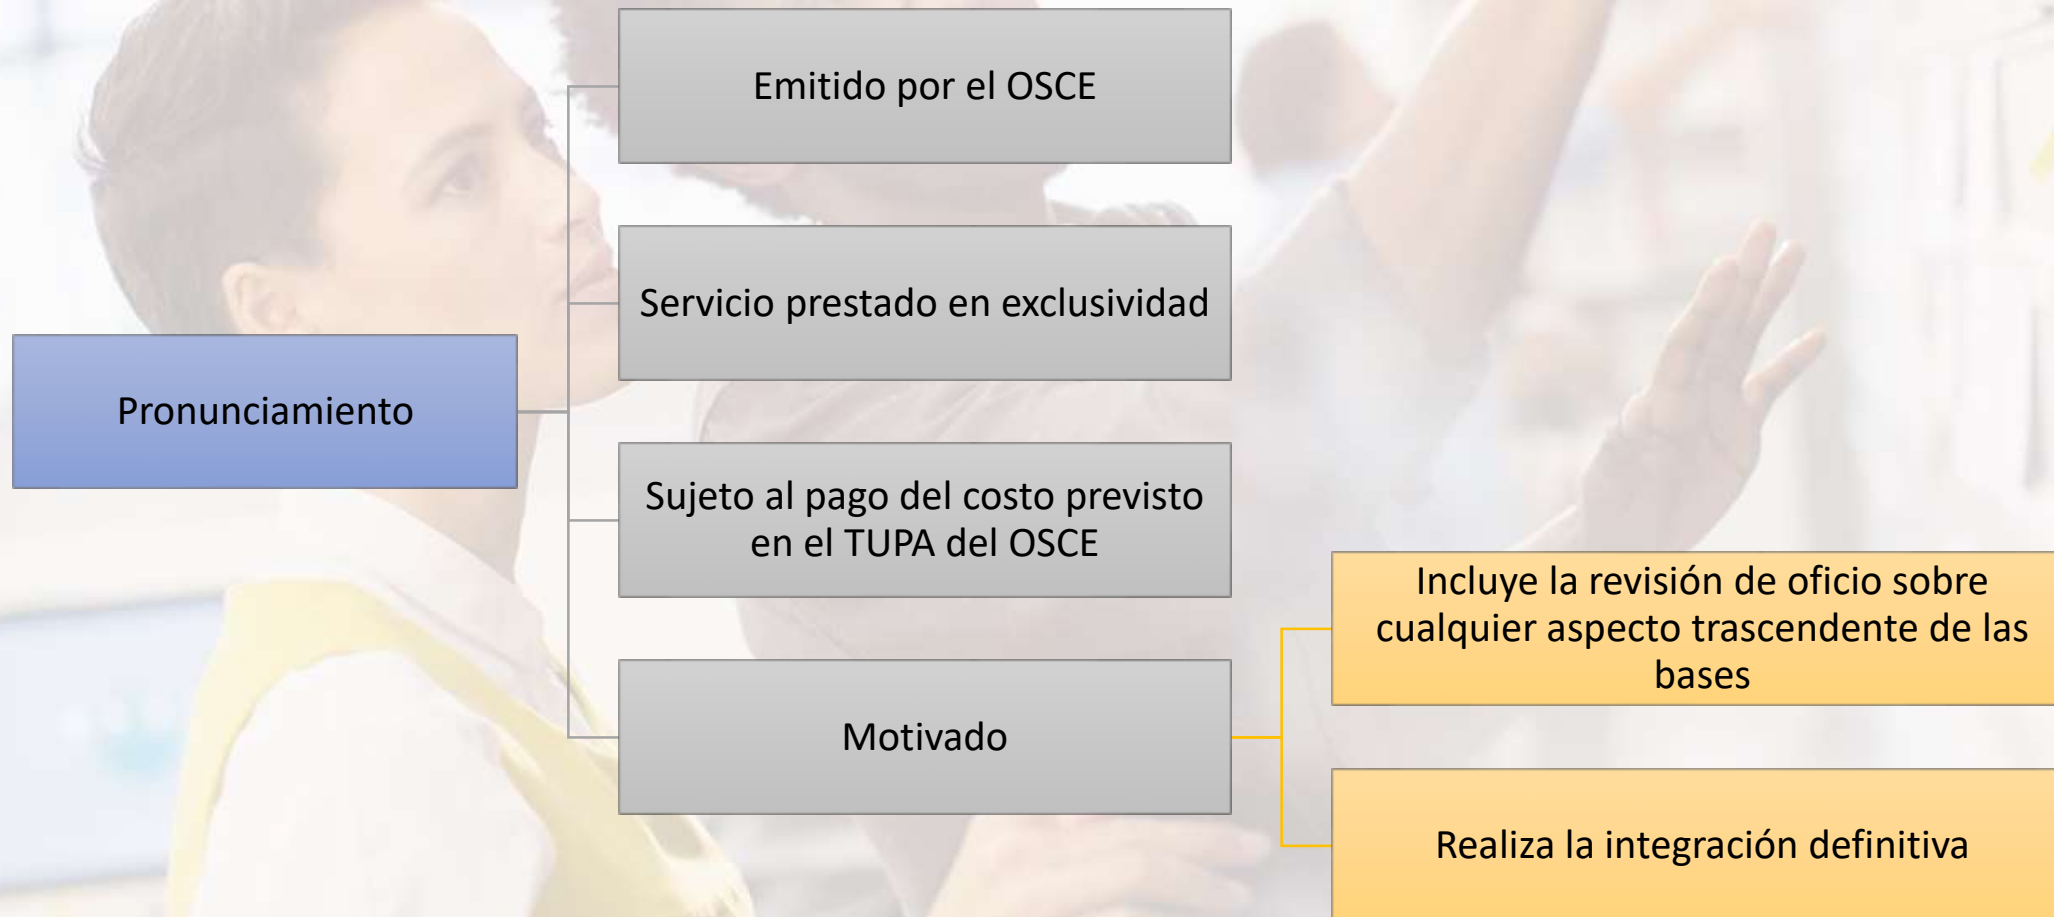 Emitido por el OSCE
Servicio prestado en exclusividad
Pronunciamiento
Sujeto al pago del costo previsto
en el TUPA del OSCE
Motivado
Incluye la revisión de oficio sobre
cualquier aspecto trascendente de las
bases
Realiza la integración definitiva